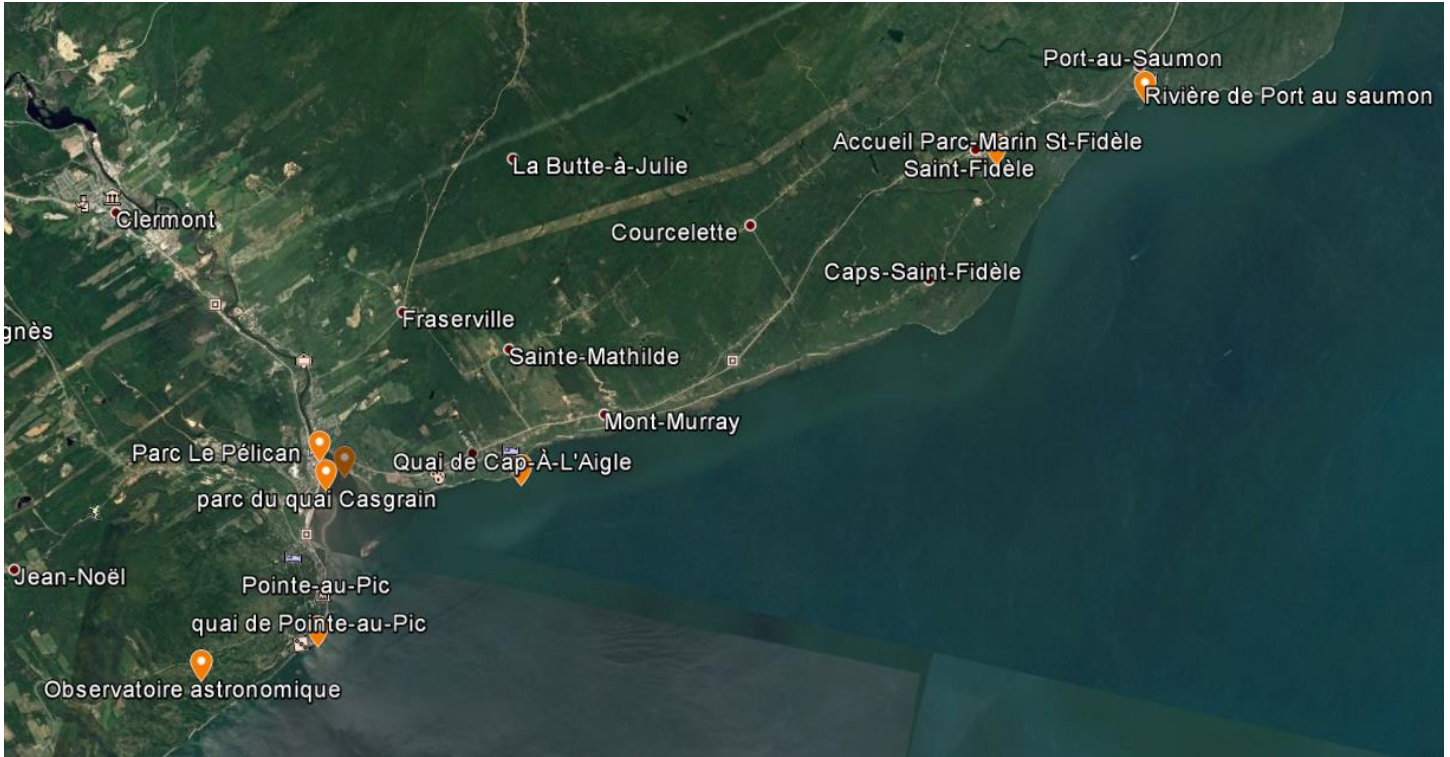 Port-au-Saumon
Rivière de Port au saumon
Accueil Parc-Marin St-Fidèle
Saint-Fidèle
La Butte-à-Julie
Clermont
Courcelette
Caps-Saint-Fidèle
Fraserville
gnès
Sainte-Mathilde
Mont-Murray
Parc Le Pélican
Quai de Cap-À-L'Aigle
parc du quai Casgrain
Jean-Noël
Pointe-au-Pic
quai de Pointe-au-Pic
Observatoire astronomique